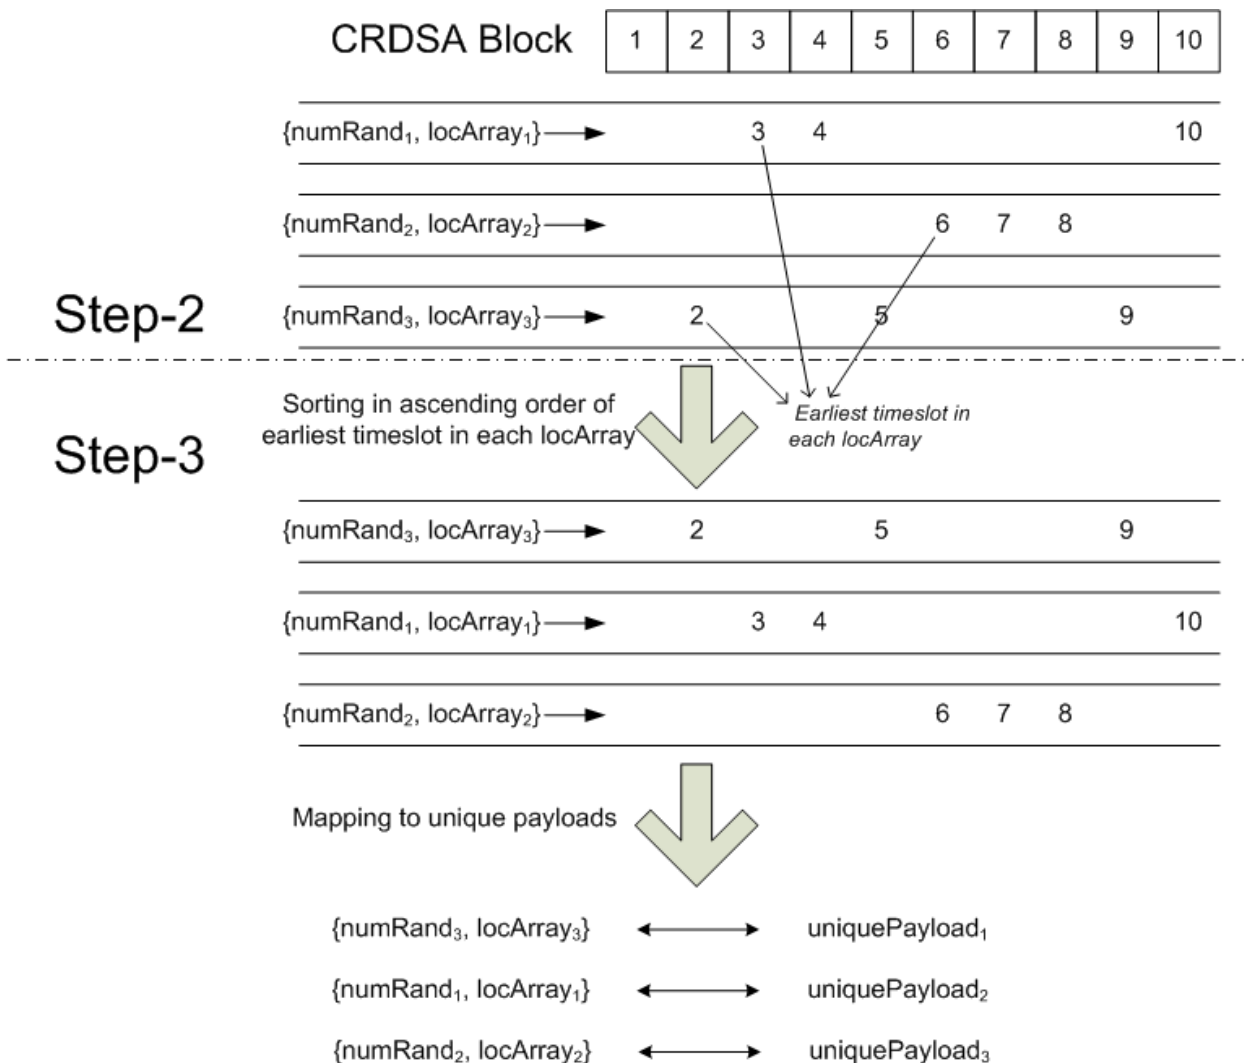 CRDSA Block 1 2 3 4 5 6 7 8 9 10
{numRand₁, locArray₁} 3 4 10
{numRand₂, locArray₂} 6 7 8
Step-2 {numRand₃, locArray₃} 2 5 9
Sorting in ascending order of
earliest timeslot in each locArray
Earliest timeslot in
each locArray
Step-3
{numRand₃, locArray₃} 2 5 9
{numRand₁, locArray₁} 3 4 10
{numRand₂, locArray₂} 6 7 8
Mapping to unique payloads
{numRand₃, locArray₃} uniquePayload₁
{numRand₁, locArray₁} uniquePayload₂
{numRand₂, locArray₂} uniquePayload₃